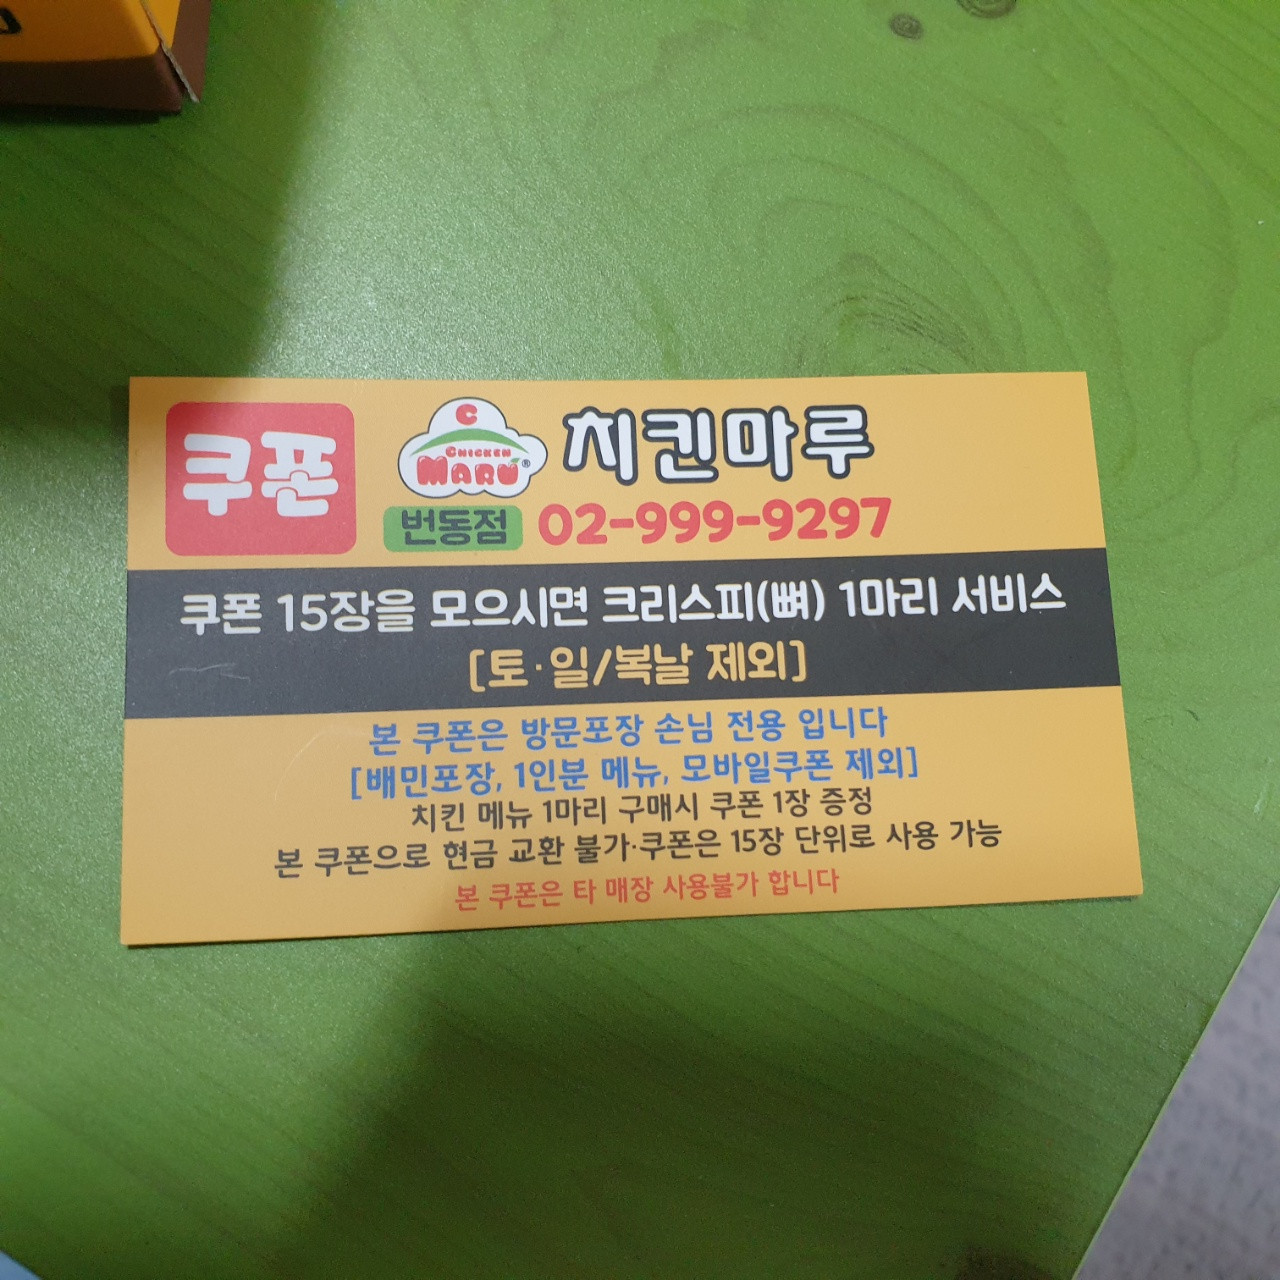 쿠폰
C
CHICKEN
MARU®
치킨마루
번동점 02-999-9297
쿠폰 15장을 모으시면 크리스피(뼈) 1마리 서비스
[토·일/복날 제외]
본 쿠폰은 방문포장 손님 전용 입니다
[배민포장, 1인분 메뉴, 모바일쿠폰 제외]
치킨 메뉴 1마리 구매시 쿠폰 1장 증정
본 쿠폰으로 현금 교환 불가·쿠폰은 15장 단위로 사용 가능
본 쿠폰은 타 매장 사용불가 합니다